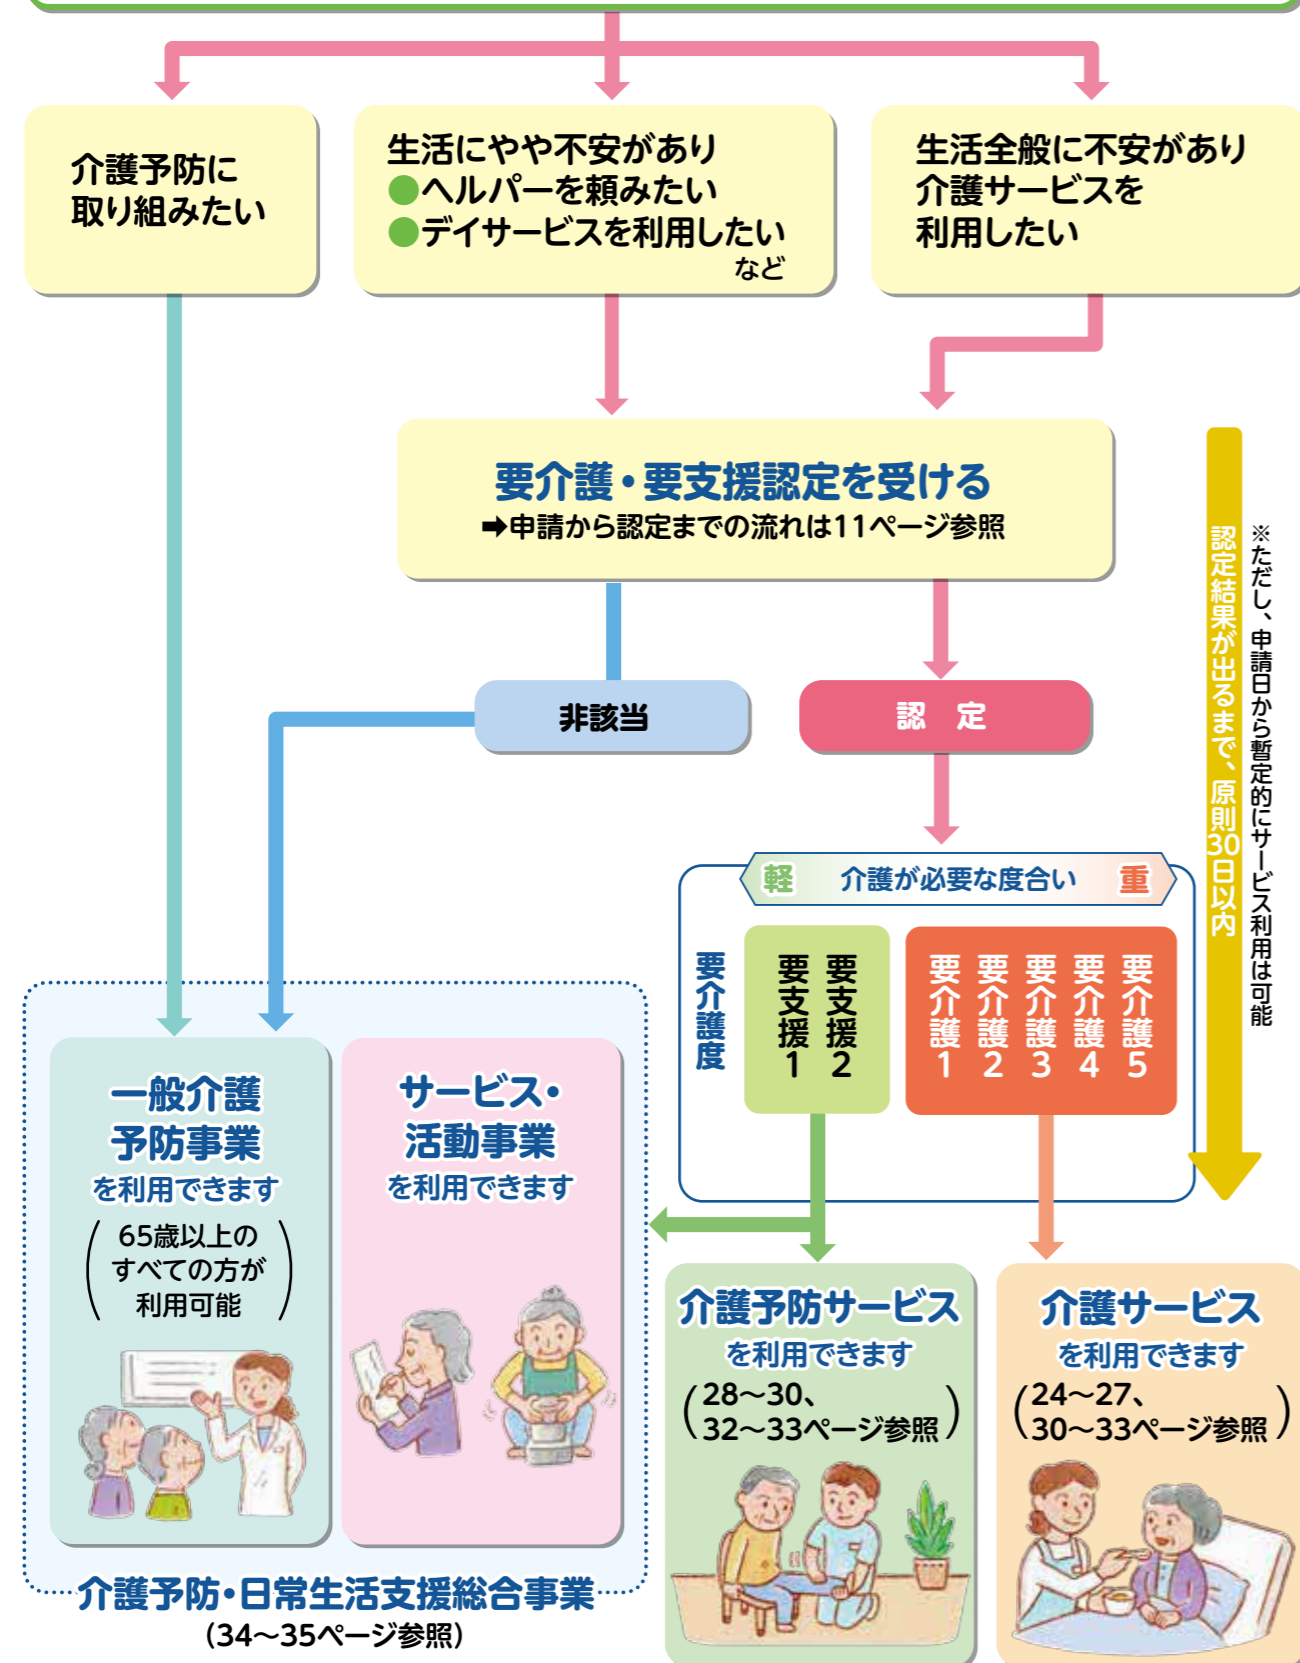 介護予防に
取り組みたい
生活にやや不安があり
●ヘルパーを頼みたい
●デイサービスを利用したい
など
生活全般に不安があり
介護サービスを
利用したい
要介護・要支援認定を受ける
➡申請から認定までの流れは11ページ参照
認定結果が出るまで、原則30日以内
※ただし、申請日から暫定的にサービス利用は可能
非該当
認 定
軽 介護が必要な度合い 重
要介護度
要支援1
要支援2
要介護1
要介護2
要介護3
要介護4
要介護5
一般介護
予防事業
を利用できます
(65歳以上の
すべての方が
利用可能)
サービス・
活動事業
を利用できます
介護予防・日常生活支援総合事業
(34〜35ページ参照)
介護予防サービス
を利用できます
(28〜30、
32〜33ページ参照)
介護サービス
を利用できます
(24〜27、
30〜33ページ参照)